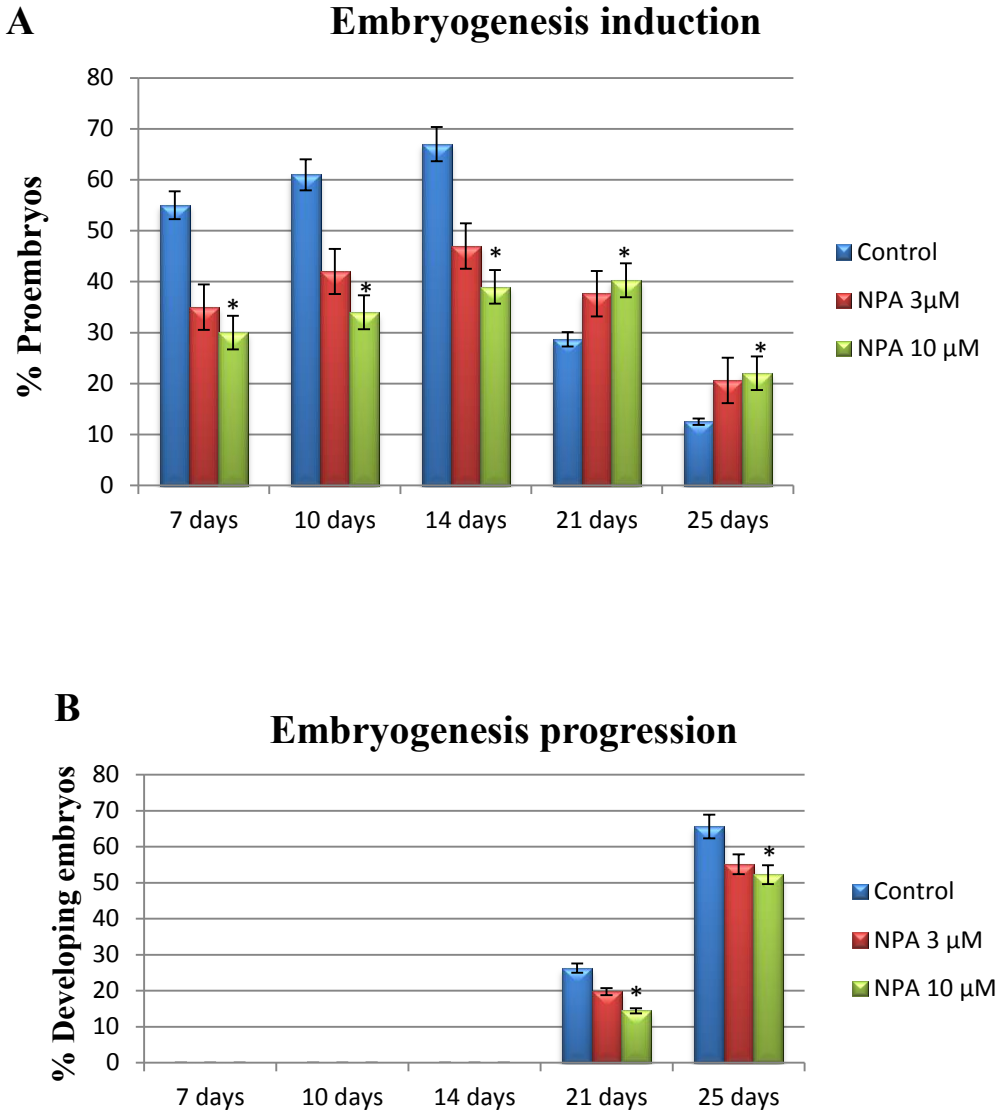 A
Embryogenesis induction
% Proembryos
80
70
60
50
40
30
20
10
0
* * * * *
7 days 10 days 14 days 21 days 25 days
Control
NPA 3µM
NPA 10 µM
B
Embryogenesis progression
% Developing embryos
80
70
60
50
40
30
20
10
0
* *
7 days 10 days 14 days 21 days 25 days
Control
NPA 3 µM
NPA 10 µM